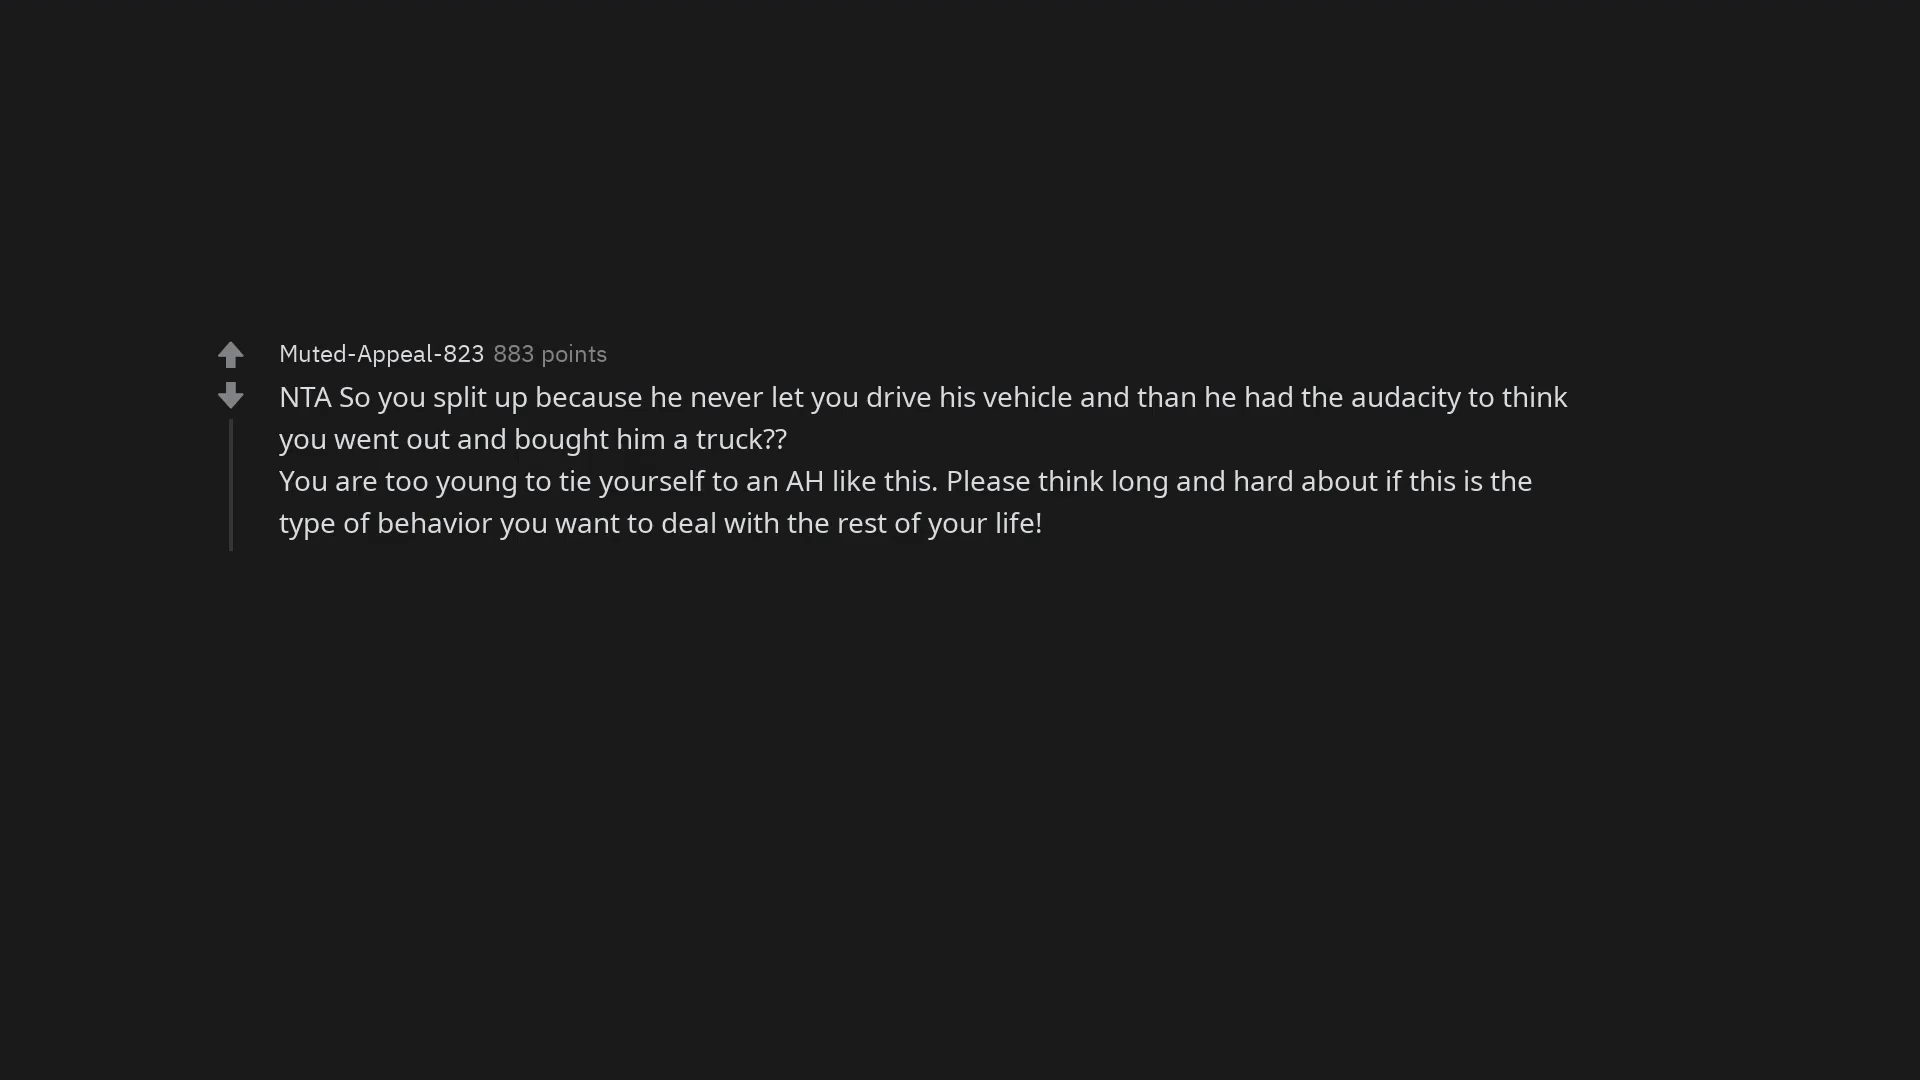 Muted-Appeal-823 883 points
NTA So you split up because he never let you drive his vehicle and than he had the audacity to think
you went out and bought him a truck??
You are too young to tie yourself to an AH like this. Please think long and hard about if this is the
type of behavior you want to deal with the rest of your life!